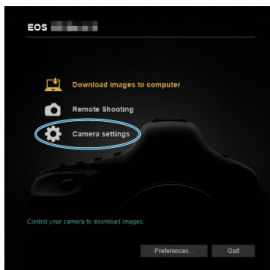 EOS
Download images to computer
Remote Shooting
Camera settings
Control your camera to download images.
Preferences... Quit